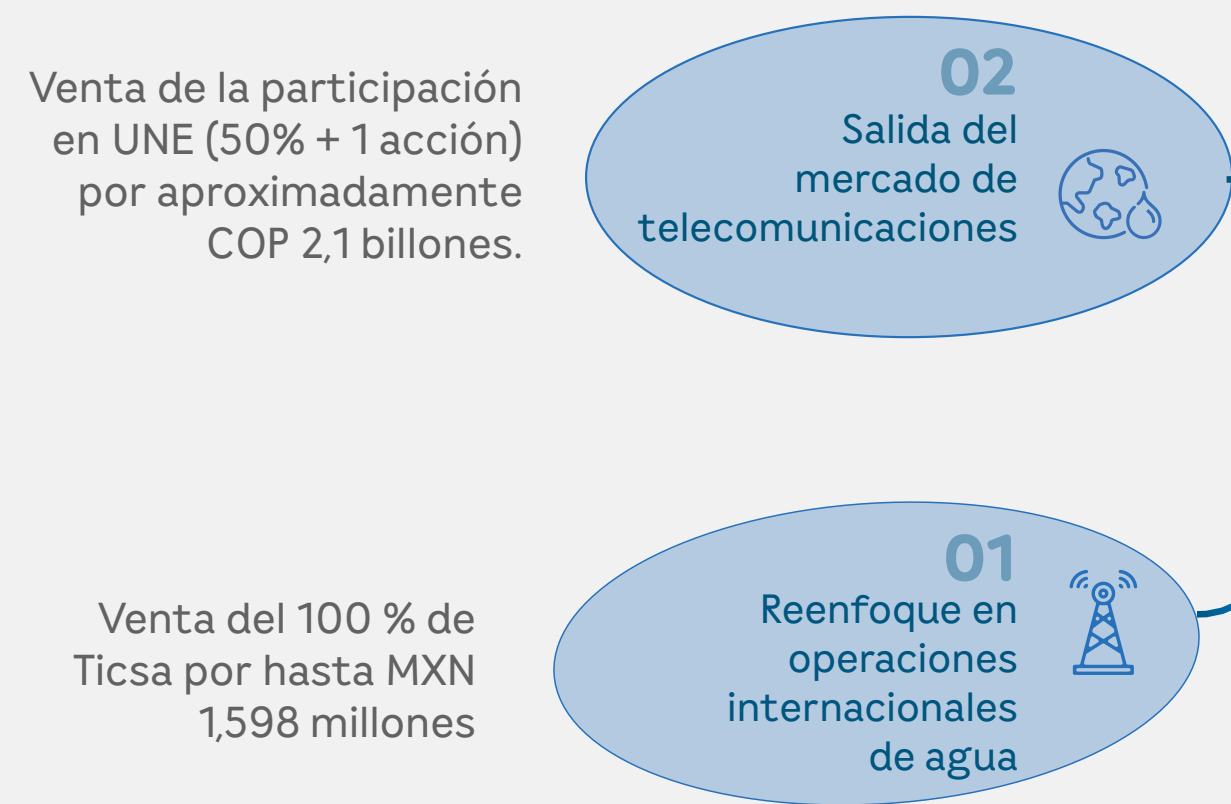 Venta de la participación
en UNE (50% + 1 acción)
por aproximadamente
COP 2,1 billones.
02
Salida del
mercado de
telecomunicaciones
Venta del 100 % de
Ticsa por hasta MXN
1,598 millones
01
Reenfoque en
operaciones
internacionales
de agua